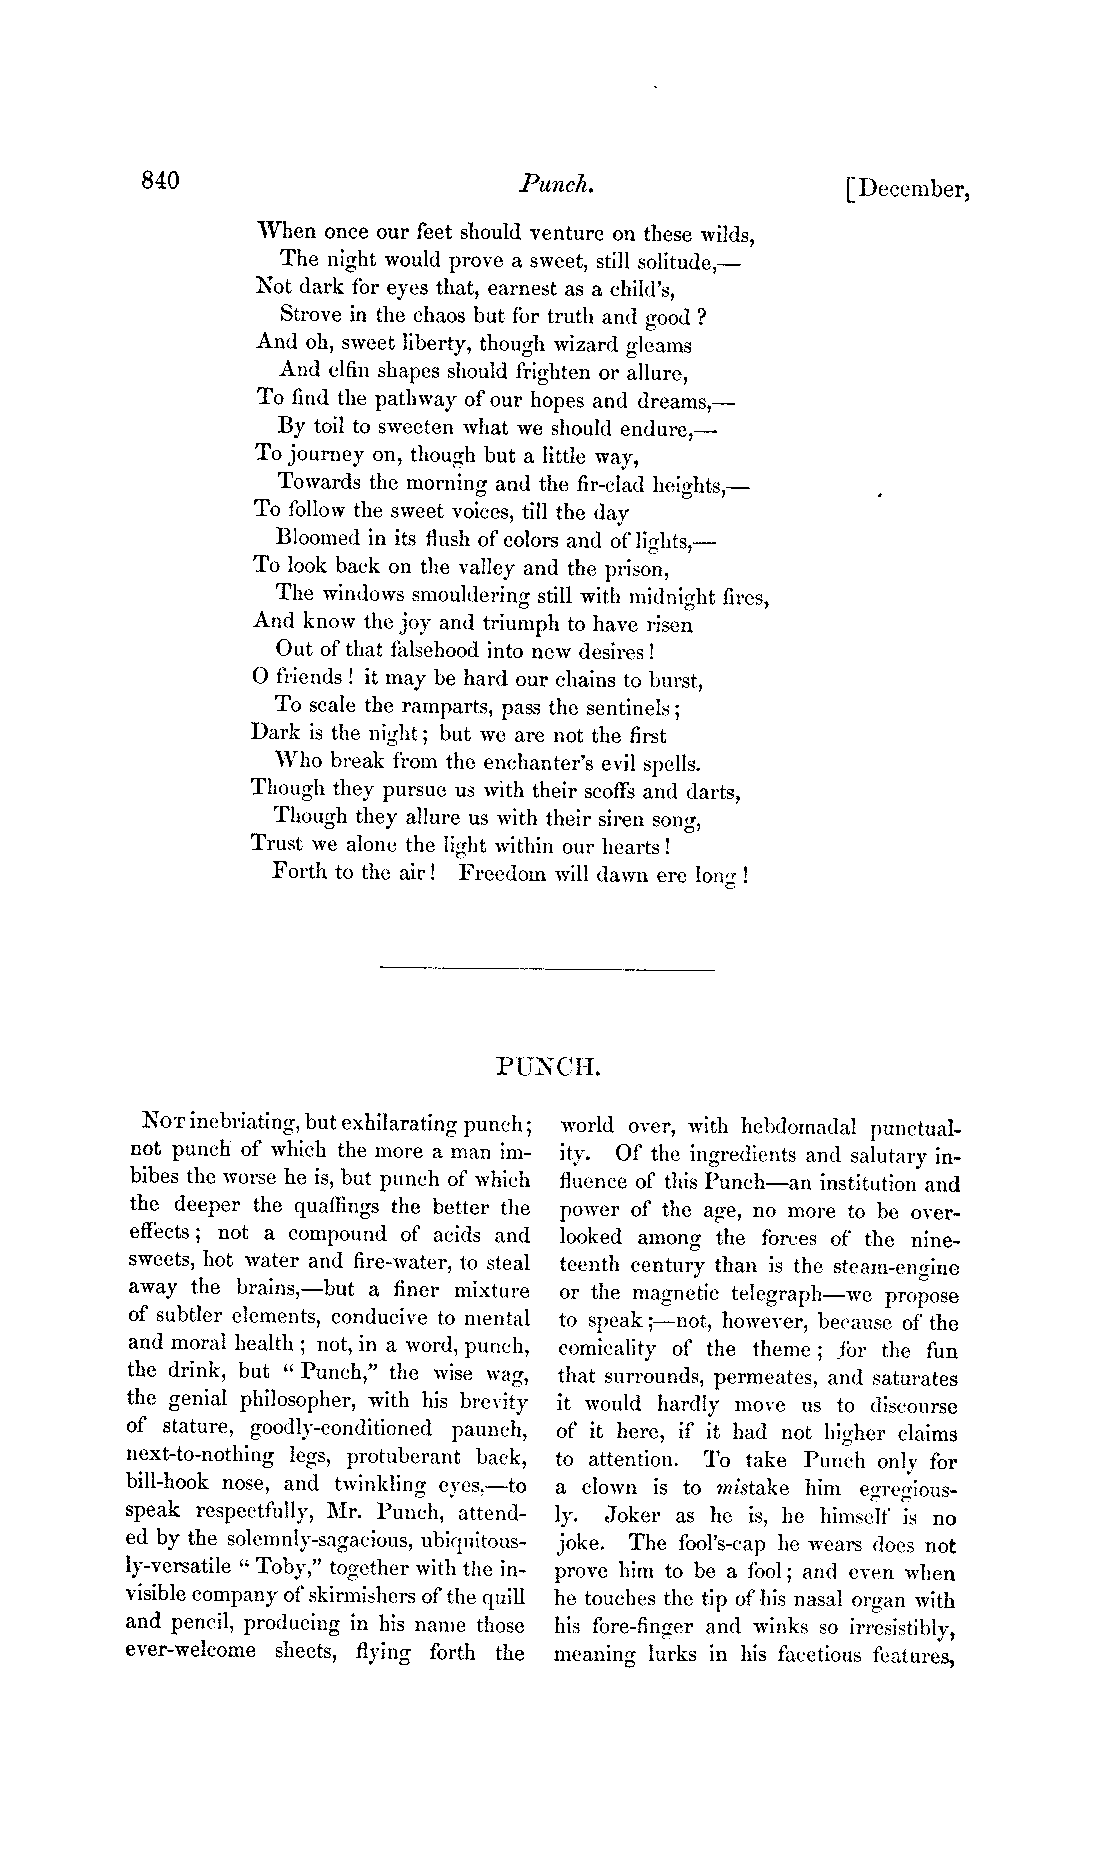 840 Punch. [December,
When once our feet should venture on these wilds,
The night would prove a sweet, still solitude,—
Not dark for eyes that, earnest as a child's,
Strove in the chaos but for truth and good ?
And oh, sweet liberty, though wizard gleams
And elfin shapes should frighten or allure,
To find the pathway of our hopes and dreams,—
By toil to sweeten what we should endure,—
To journey on, though but a little way,
Towards the morning and the fir-clad heights,—
To follow the sweet voices, till the day
Bloomed in its flush of colors and of lights,—
To look back on the valley and the prison,
The windows smouldering still with midnight fires,
And know the joy and triumph to have risen
Out of that falsehood into new desires !
O friends ! it may be hard our chains to burst,
To scale the ramparts, pass the sentinels ;
Dark is the night ; but we are not the first
Who break from the enchanter's evil spells.
Though they pursue us with their scoffs and darts,
Though they allure us with their siren song,
Trust we alone the light within our hearts !
Forth to the air ! Freedom will dawn ere long !
PUNCH.
NOT inebriating, but exhilarating punch ;
not punch of which the more a man im-
bibes the worse he is, but punch of which
the deeper the quaffings the better the
effects ; not a compound of acids and
sweets, hot water and fire-water, to steal
away the brains,—but a finer mixture
of subtler elements, conducive to mental
and moral health ; not, in a word, punch,
the drink, but “ Punch,” the wise wag,
the genial philosopher, with his brevity
of stature, goodly-conditioned paunch,
next-to-nothing legs, protuberant back,
bill-hook nose, and twinkling eyes,—to
speak respectfully, Mr. Punch, attend-
ed by the solemnly-sagacious, ubiquitous-
ly-versatile “ Toby,” together with the in-
visible company of skirmishers of the quill
and pencil, producing in his name those
ever-welcome sheets, flying forth the
world over, with hebdomadal punctual-
ity. Of the ingredients and salutary in-
fluence of this Punch—an institution and
power of the age, no more to be over-
looked among the forces of the nine-
teenth century than is the steam-engine
or the magnetic telegraph—we propose
to speak ;—not, however, because of the
comicality of the theme ; for the fun
that surrounds, permeates, and saturates
it would hardly move us to discourse
of it here, if it had not higher claims
to attention. To take Punch only for
a clown is to mistake him egregious-
ly. Joker as he is, he himself is no
joke. The fool's-cap he wears does not
prove him to be a fool ; and even when
he touches the tip of his nasal organ with
his fore-finger and winks so irresistibly,
meaning lurks in his facetious features,